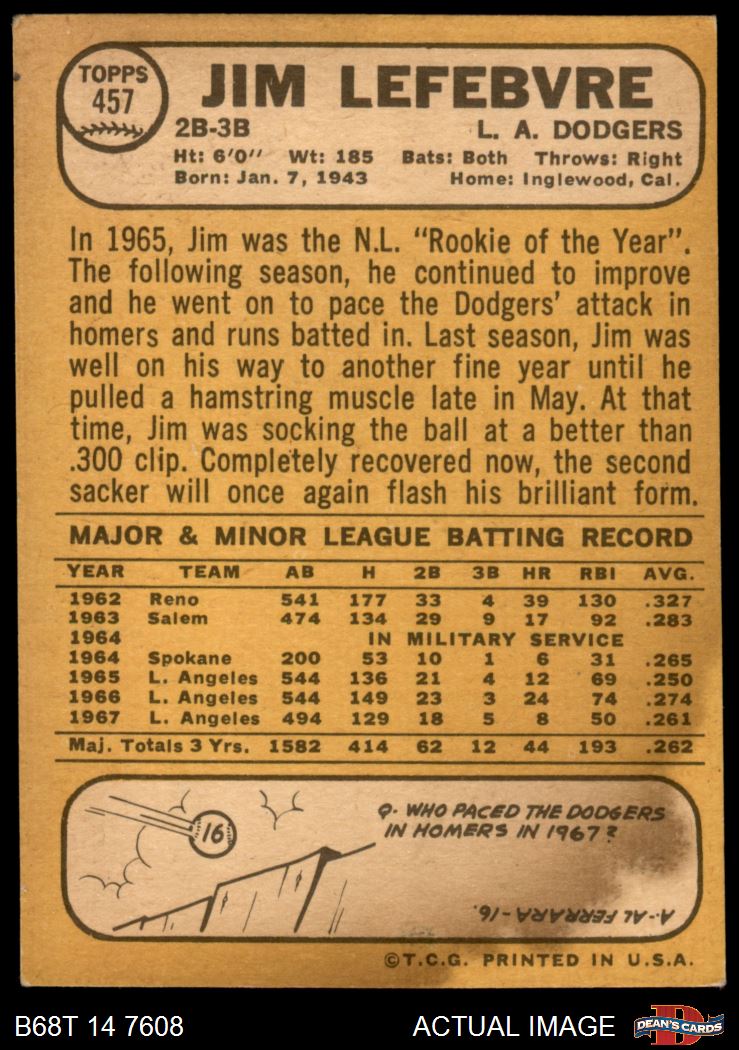 TOPPS
457
JIM LEFEBVRE
2B-3B L. A. DODGERS
Ht: 6'0" Wt: 185 Bats: Both Throws: Right
Born: Jan. 7, 1943 Home: Inglewood, Cal.
In 1965, Jim was the N.L. "Rookie of the Year".
The following season, he continued to improve
and he went on to pace the Dodgers' attack in
homers and runs batted in. Last season, Jim was
well on his way to another fine year until he
pulled a hamstring muscle late in May. At that
time, Jim was socking the ball at a better than
.300 clip. Completely recovered now, the second
sacker will once again flash his brilliant form.
MAJOR & MINOR LEAGUE BATTING RECORD
YEAR TEAM AB H 2B 3B HR RBI AVG.
1962 Reno 541 177 33 4 39 130 .327
1963 Salem 474 134 29 9 17 92 .283
1964 IN MILITARY SERVICE
1964 Spokane 200 53 10 1 6 31 .265
1965 L. Angeles 544 136 21 4 12 69 .250
1966 L. Angeles 544 149 23 3 24 74 .274
1967 L. Angeles 494 129 18 5 8 50 .261
Maj. Totals 3 Yrs. 1582 414 62 12 44 193 .262
16
Q- WHO PACED THE DODGERS
IN HOMERS IN 1967?
A- AL FERRARA-16.
©T.C.G. PRINTED IN U.S.A.
B68T 14 7608 ACTUAL IMAGE D DEAN'S CARDS